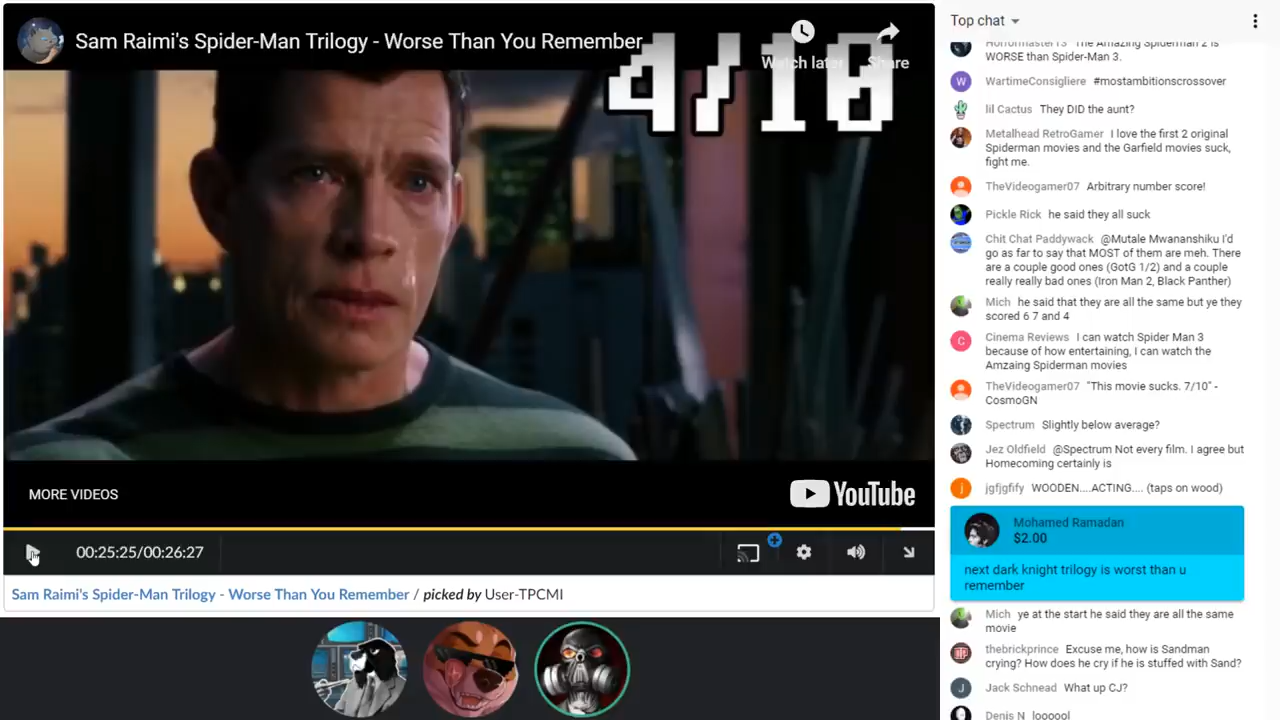 Sam Raimi's Spider-Man Trilogy - Worse Than You Remember
Watch later
Share
4/10
MORE VIDEOS
YouTube
00:25:25/00:26:27
Sam Raimi's Spider-Man Trilogy - Worse Than You Remember / picked by User-TPCMI
Top chat
Horrormaster13 The Amazing Spiderman 2 is
WORSE than Spider-Man 3.
W
WartimeConsigliere #mostambitionscrossover
lil Cactus They DID the aunt?
Metalhead RetroGamer I love the first 2 original
Spiderman movies and the Garfield movies suck,
fight me.
TheVideogamer07 Arbitrary number score!
Pickle Rick he said they all suck
Chit Chat Paddywack @Mutale Mwananshiku I'd
go as far to say that MOST of them are meh. There
are a couple good ones (GotG 1/2) and a couple
really really bad ones (Iron Man 2, Black Panther)
Mich he said that they are all the same but ye they
scored 6 7 and 4
C
Cinema Reviews I can watch Spider Man 3
because of how entertaining, I can watch the
Amzaing Spiderman movies
TheVideogamer07 "This movie sucks. 7/10" -
CosmoGN
Spectrum Slightly below average?
Jez Oldfield @Spectrum Not every film. I agree but
Homecoming certainly is
j
jgfjgfify WOODEN....ACTING.... (taps on wood)
Mohamed Ramadan
$2.00
next dark knight trilogy is worst than u
remember
Mich ye at the start he said they are all the same
movie
thebrickprince Excuse me, how is Sandman
crying? How does he cry if he is stuffed with Sand?
J
Jack Schnead What up CJ?
Denis N loooool